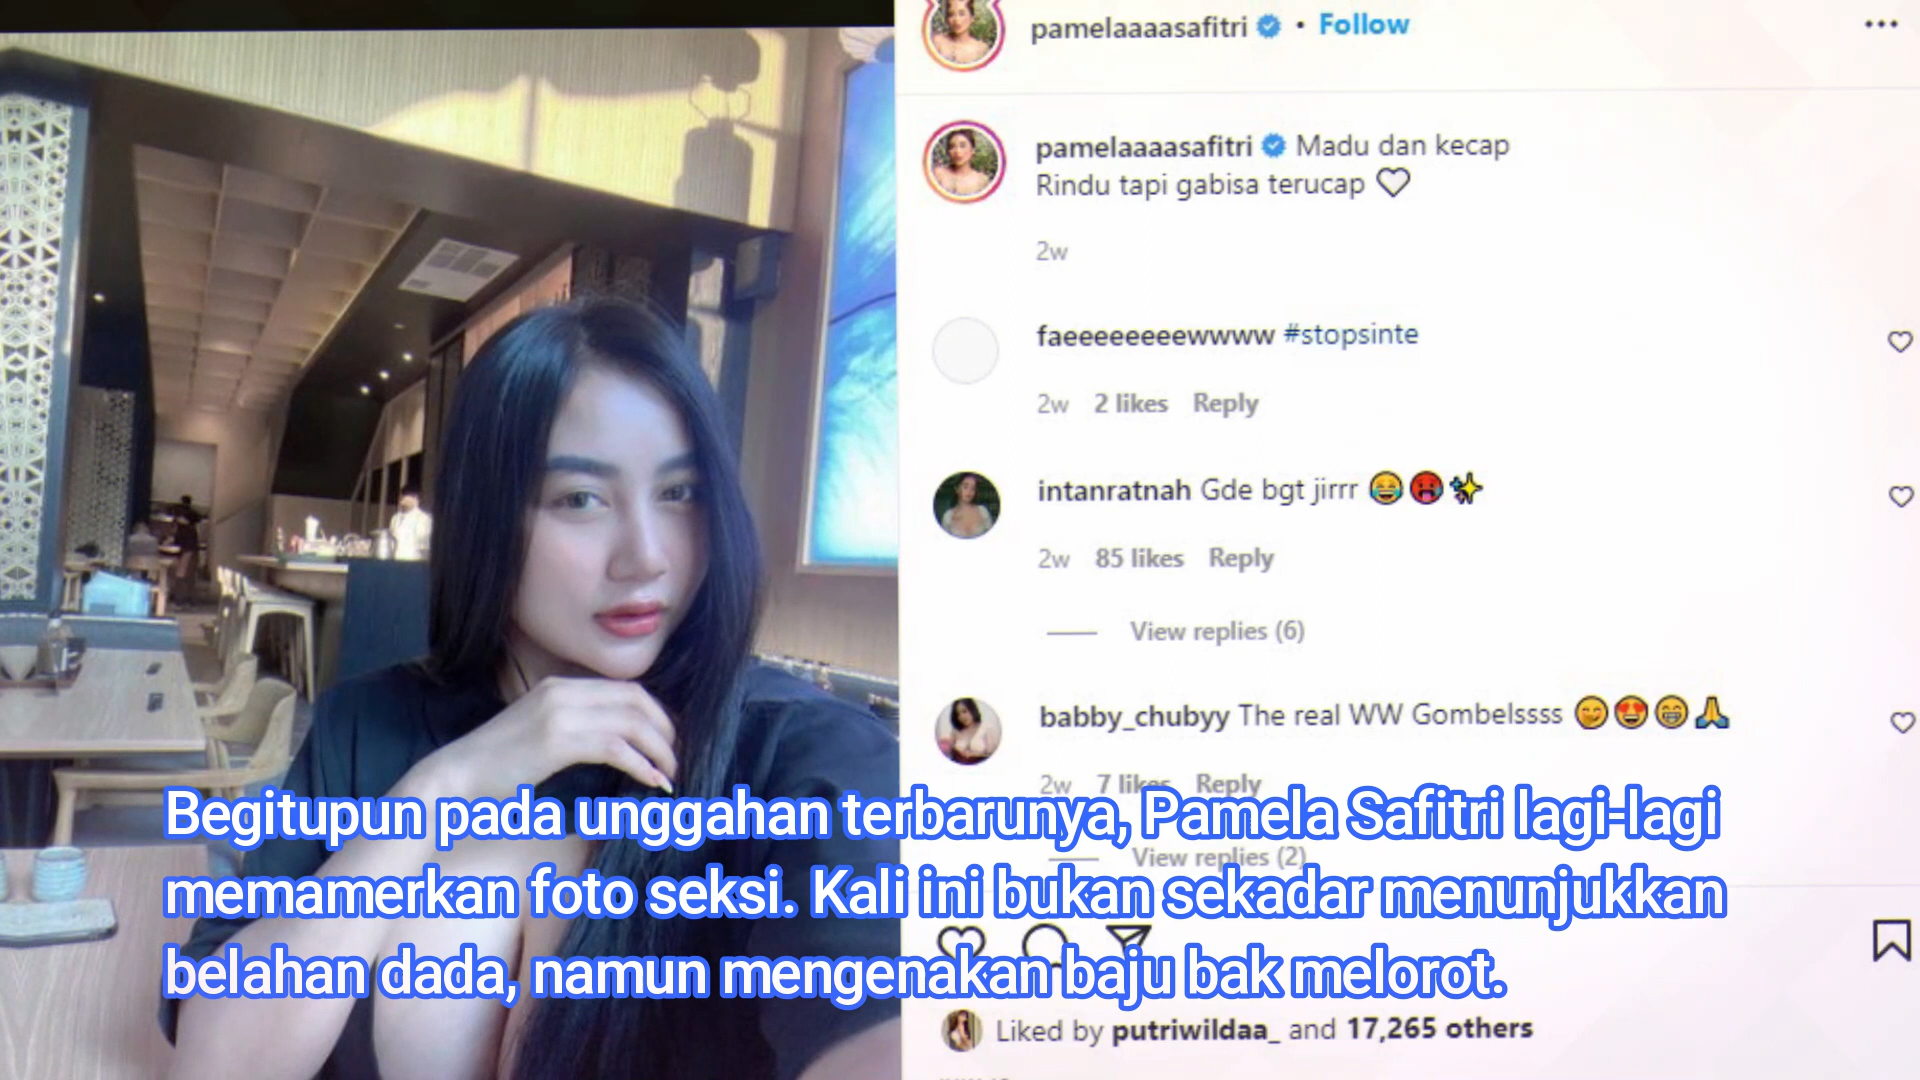 pamelaaaasafitri • Follow
pamelaaaasafitri Madu dan kecap
Rindu tapi gabisa terucap ♡
2w
faeeeeeeeewwww #stopsinte
2w 2 likes Reply
intanratnah Gde bgt jirrr 😂😡✨
2w 85 likes Reply
View replies (6)
babby_chubyy The real WW Gombelssss 😋😍😁🙏
2w 7 likes Reply
View replies (2)
Begitupun pada unggahan terbarunya, Pamela Safitri lagi-lagi
memamerkan foto seksi. Kali ini bukan sekadar menunjukkan
belahan dada, namun mengenakan baju bak melorot.
Liked by putriwildaa_ and 17,265 others